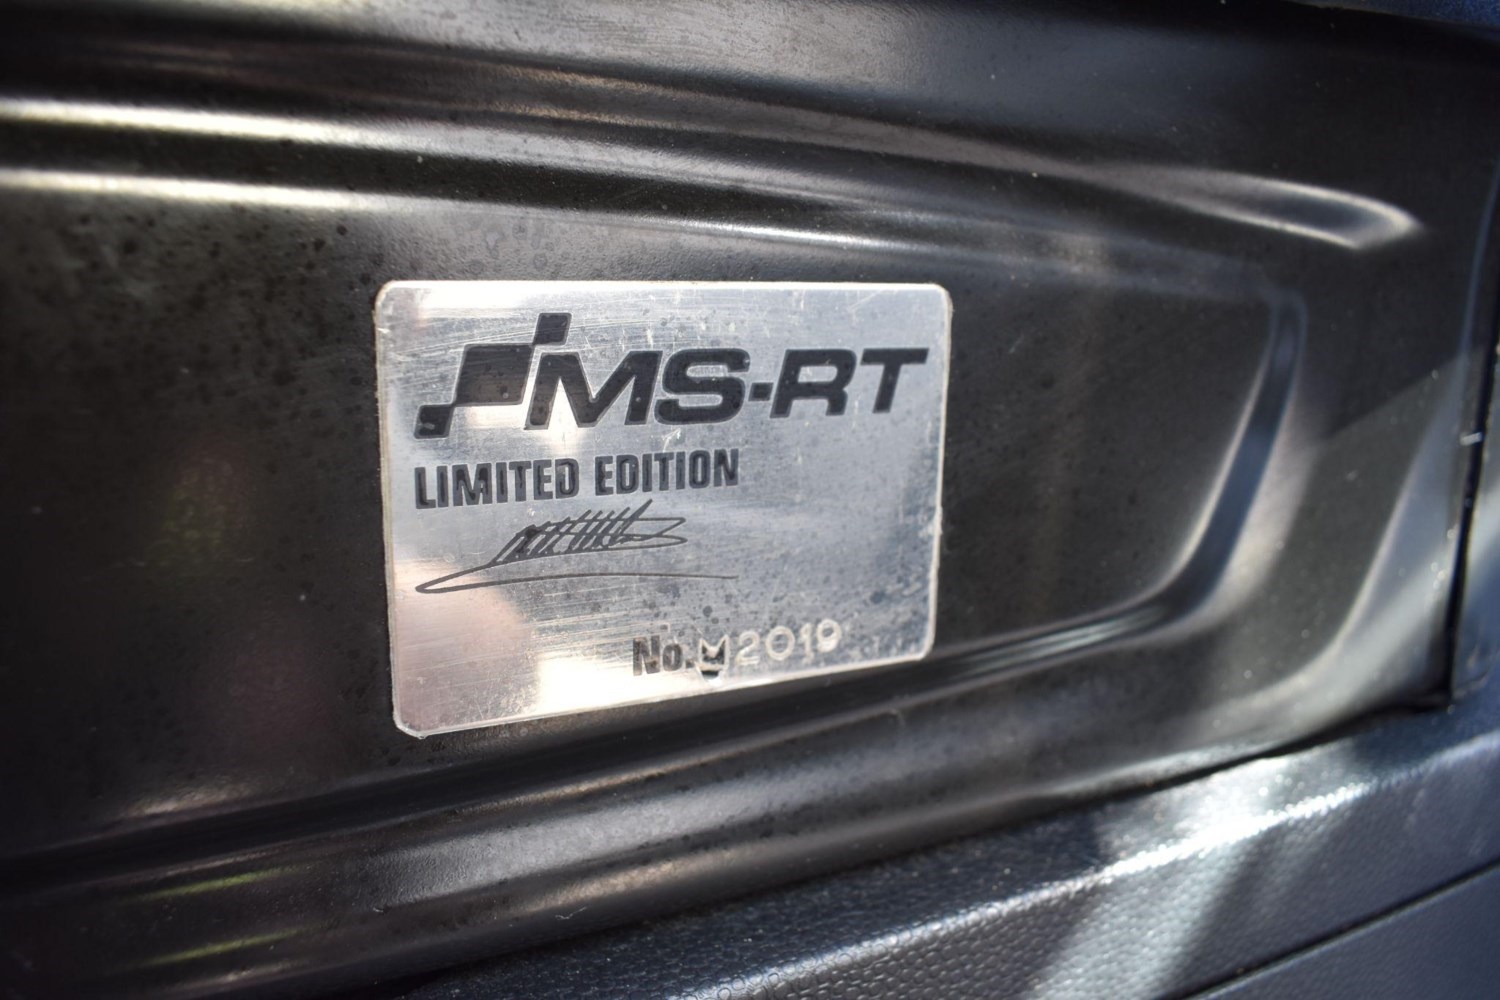 MS-RT
LIMITED EDITION
No. 2019